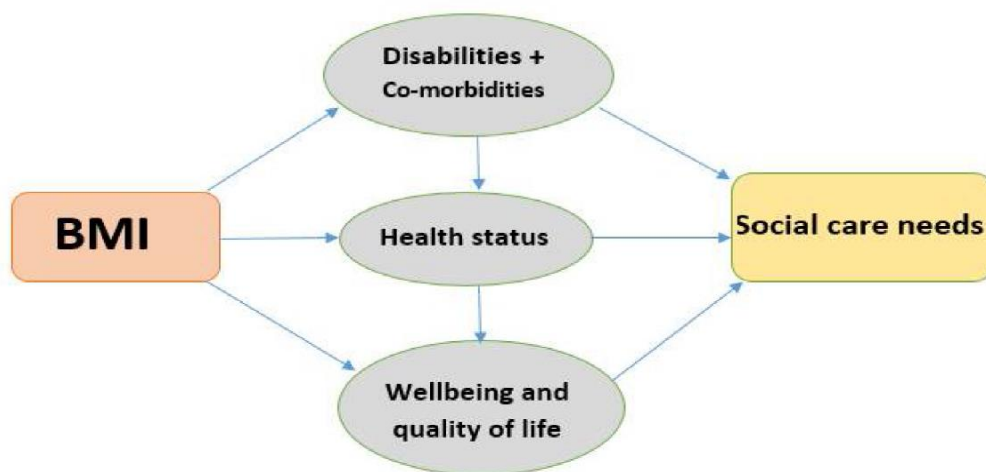 Disabilities +
Co-morbidities
BMI
Health status
Social care needs
Wellbeing and
quality of life